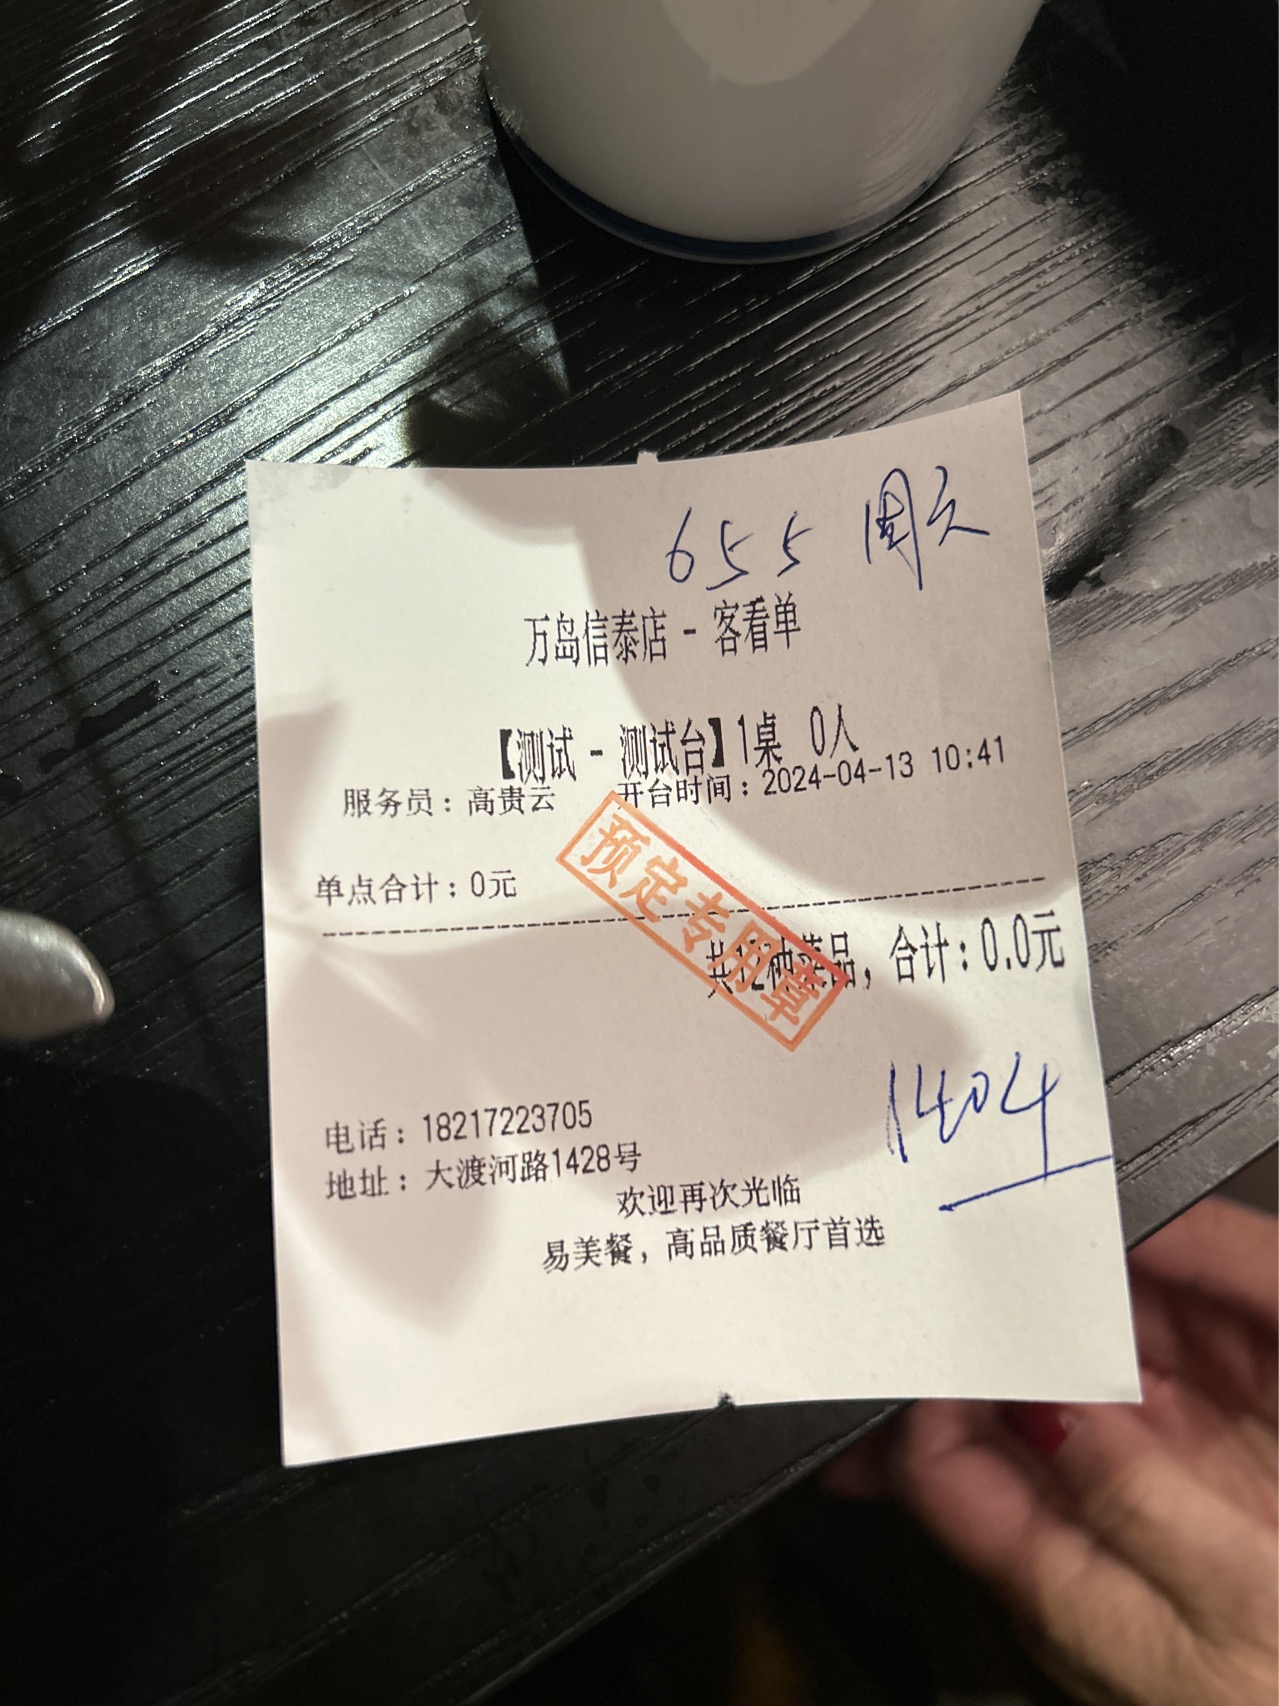 655 周天
万岛信泰店 - 客看单
【测试 - 测试台】1桌 0人
服务员：高贵云 开台时间：2024-04-13 10:41
单点合计：0元
预定专用章
品，合计：0.0元
1404
电话：18217223705
地址：大渡河路1428号
欢迎再次光临
易美餐，高品质餐厅首选